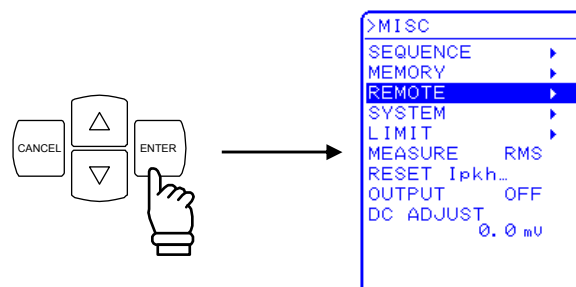 CANCEL
ENTER
>MISC
SEQUENCE
MEMORY
REMOTE
SYSTEM
LIMIT
MEASURE RMS
RESET Ipkh…
OUTPUT OFF
DC ADJUST
0.0 mV